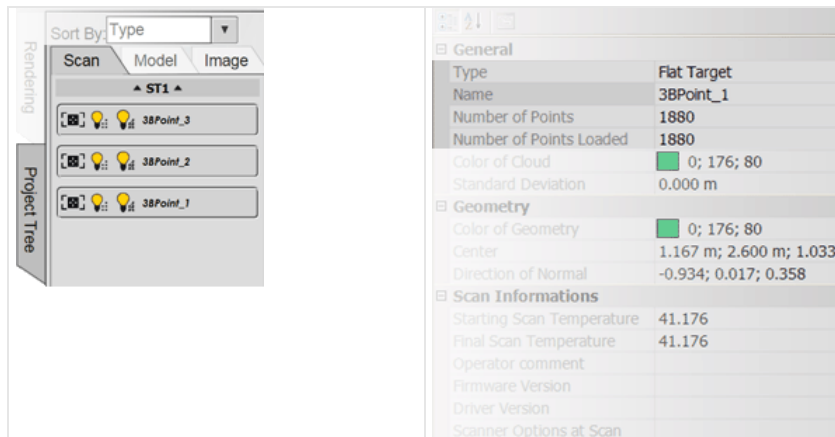 Sort By: Type
Rendering
Scan Model Image
ST1
3BPoint_3
3BPoint_2
3BPoint_1
Project Tree
General
Type Flat Target
Name 3BPoint_1
Number of Points 1880
Number of Points Loaded 1880
Color of Cloud 0; 176; 80
Standard Deviation 0.000 m
Geometry
Color of Geometry 0; 176; 80
Center 1.167 m; 2.600 m; 1.033
Direction of Normal -0.934; 0.017; 0.358
Scan Informations
Starting Scan Temperature 41.176
Final Scan Temperature 41.176
Operator comment
Firmware Version
Driver Version
Scanner Options at Scan